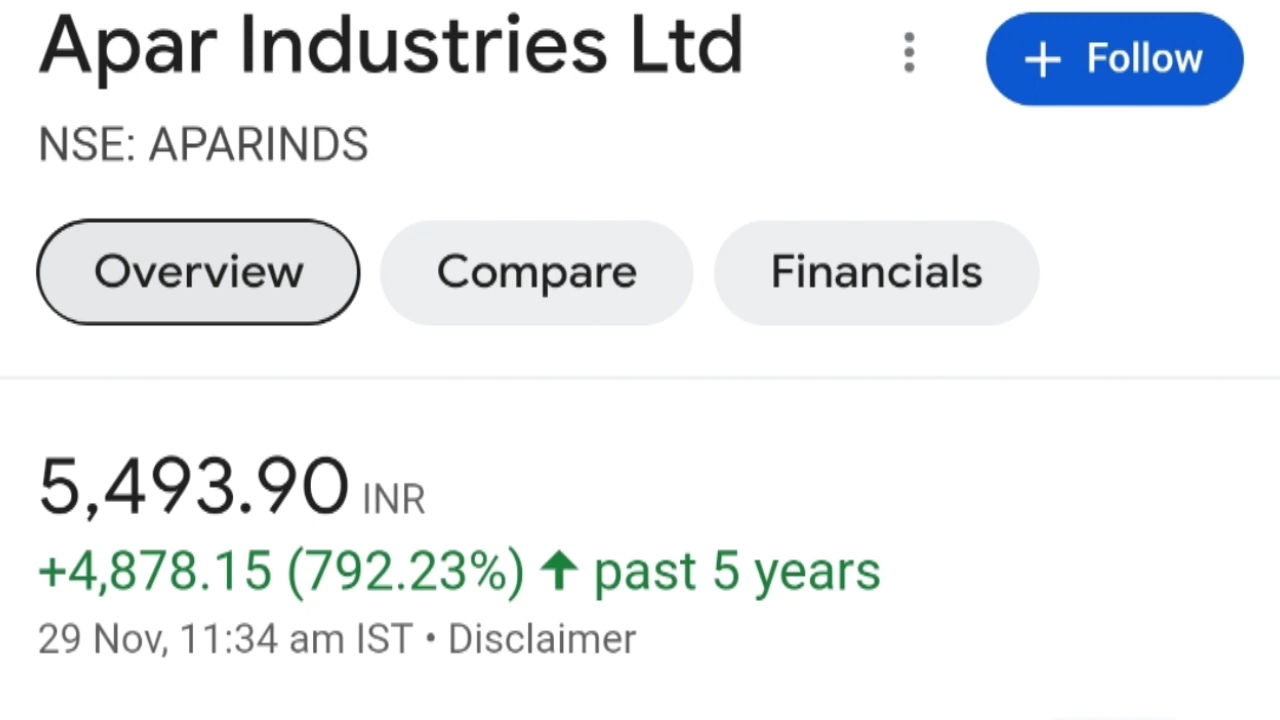 Apar Industries Ltd
+ Follow
NSE: APARINDS
Overview Compare Financials
5,493.90 INR
+4,878.15 (792.23%) ↑ past 5 years
29 Nov, 11:34 am IST • Disclaimer